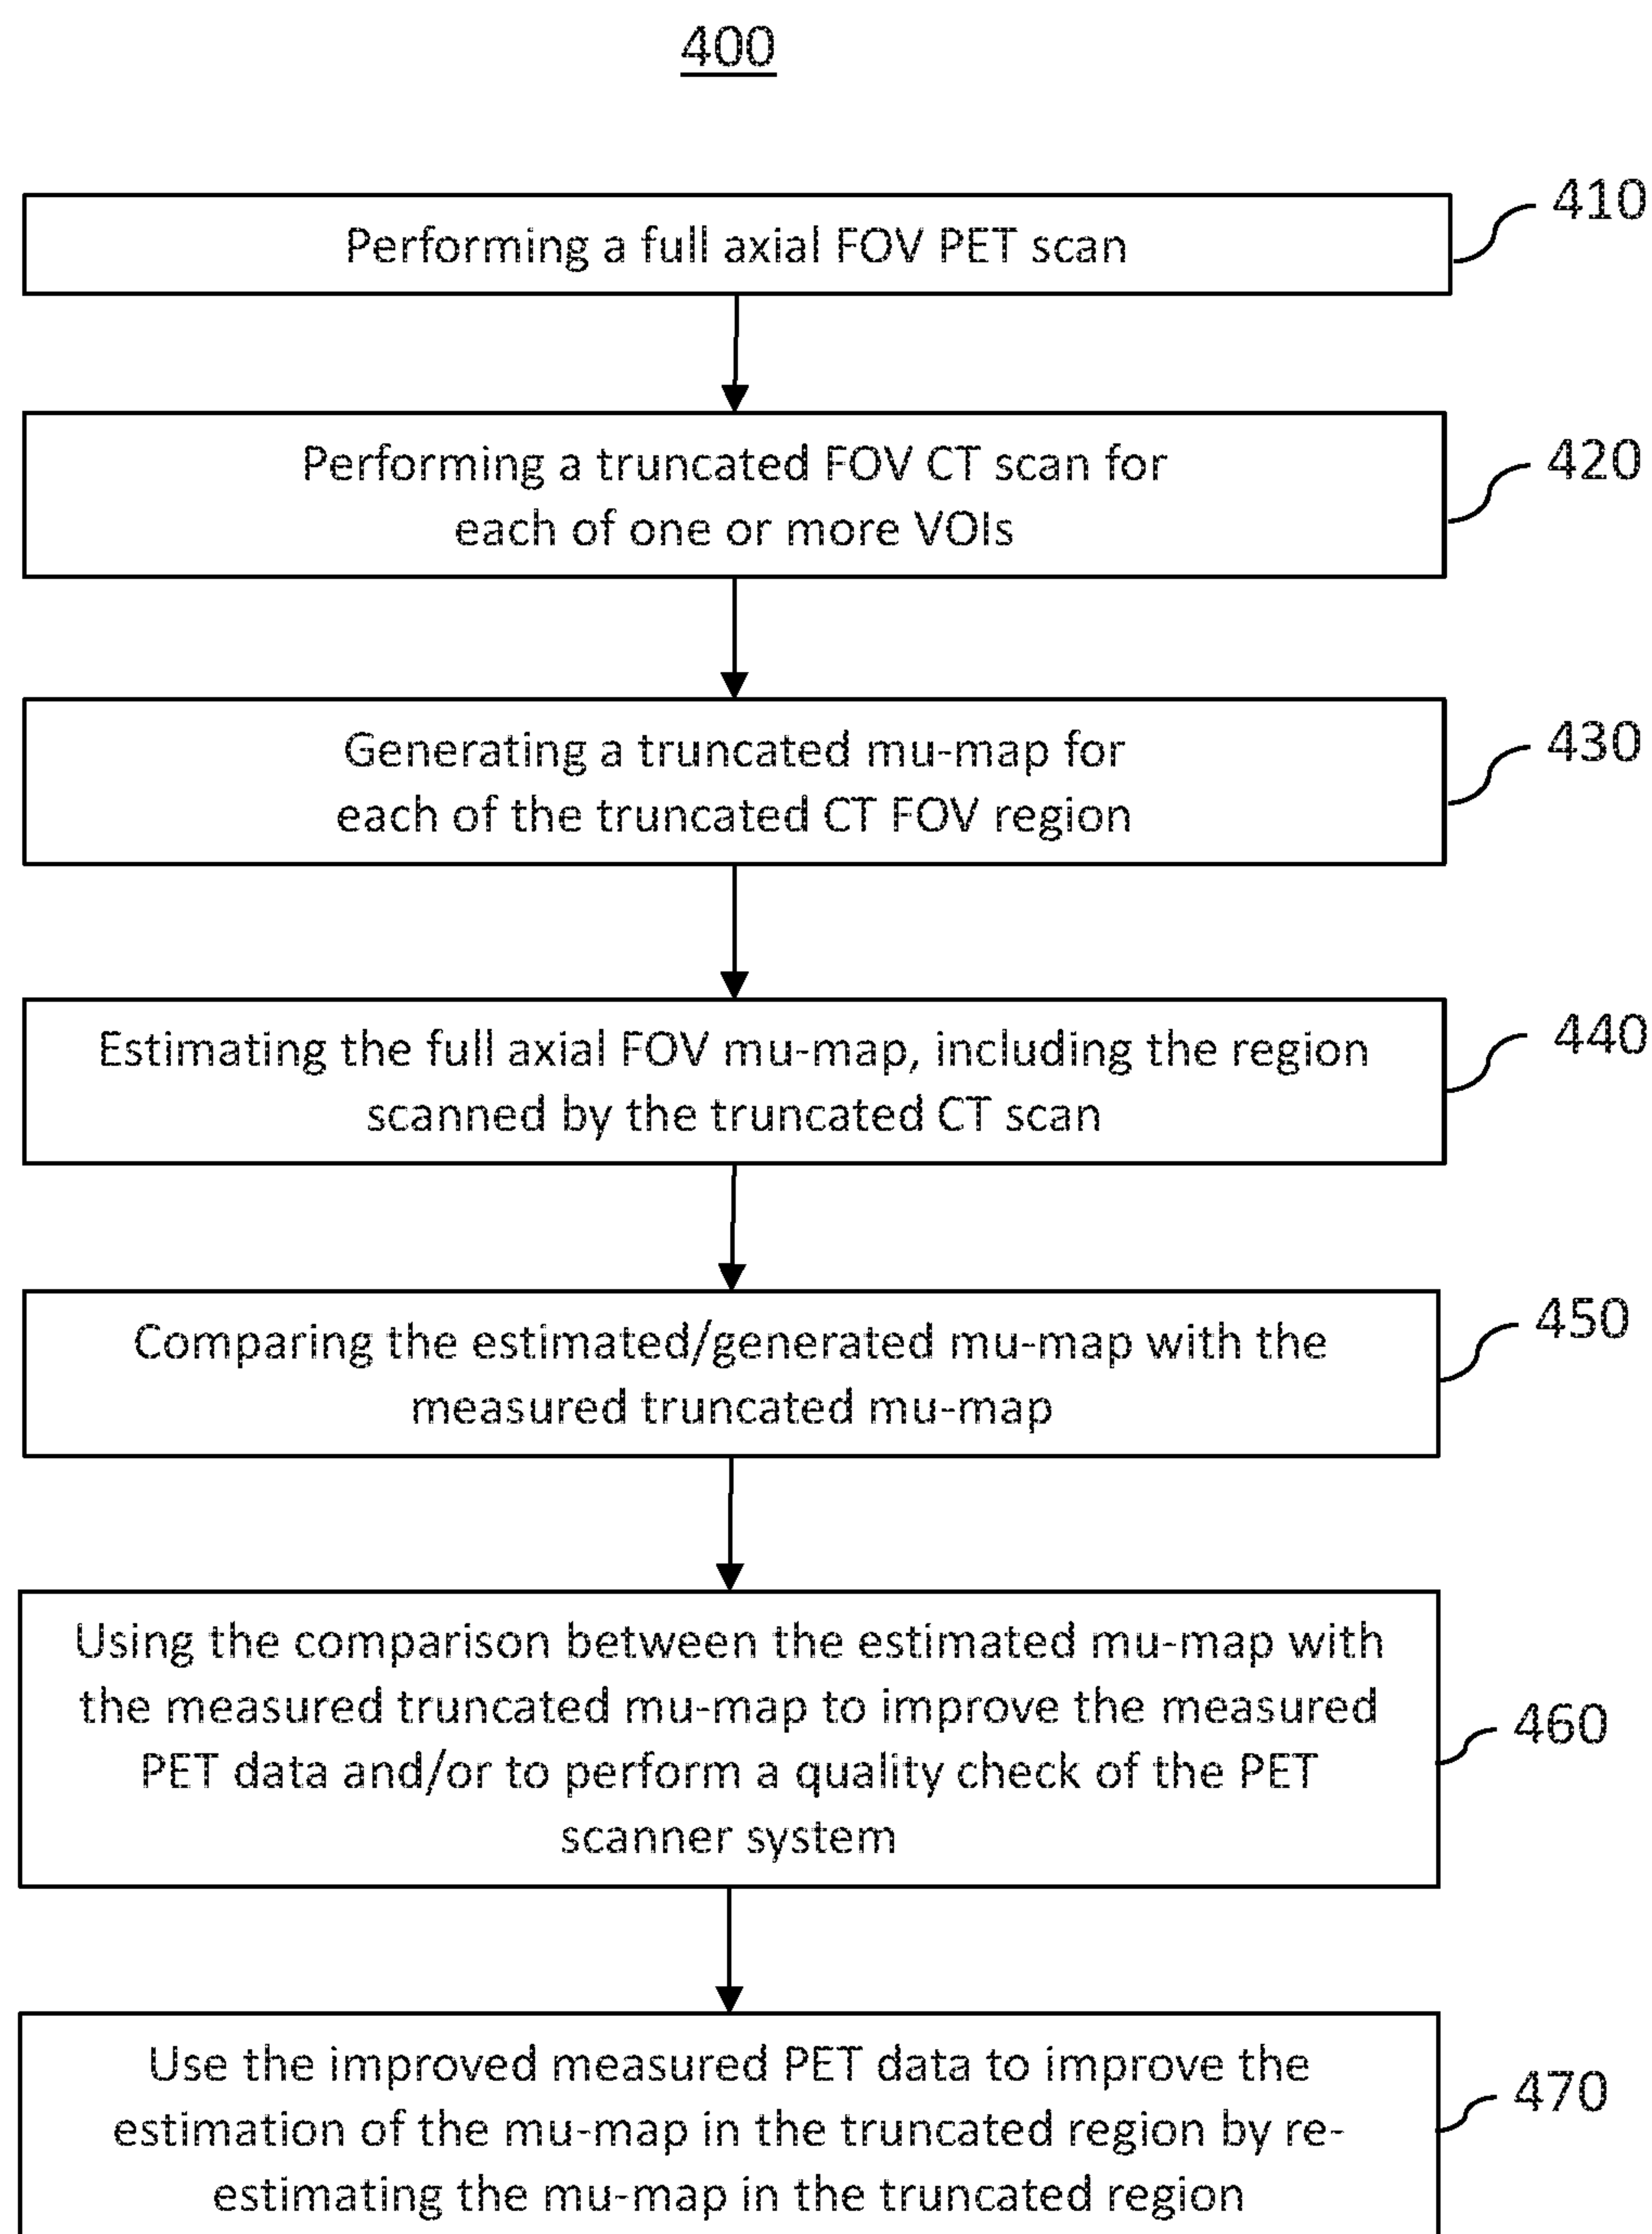 400
Performing a full axial FOV PET scan
410
Performing a truncated FOV CT scan for
each of one or more VOIs
420
Generating a truncated mu-map for
each of the truncated CT FOV region
430
Estimating the full axial FOV mu-map, including the region
scanned by the truncated CT scan
440
Comparing the estimated/generated mu-map with the
measured truncated mu-map
450
Using the comparison between the estimated mu-map with
the measured truncated mu-map to improve the measured
PET data and/or to perform a quality check of the PET
scanner system
460
Use the improved measured PET data to improve the
estimation of the mu-map in the truncated region by re-
estimating the mu-map in the truncated region
470